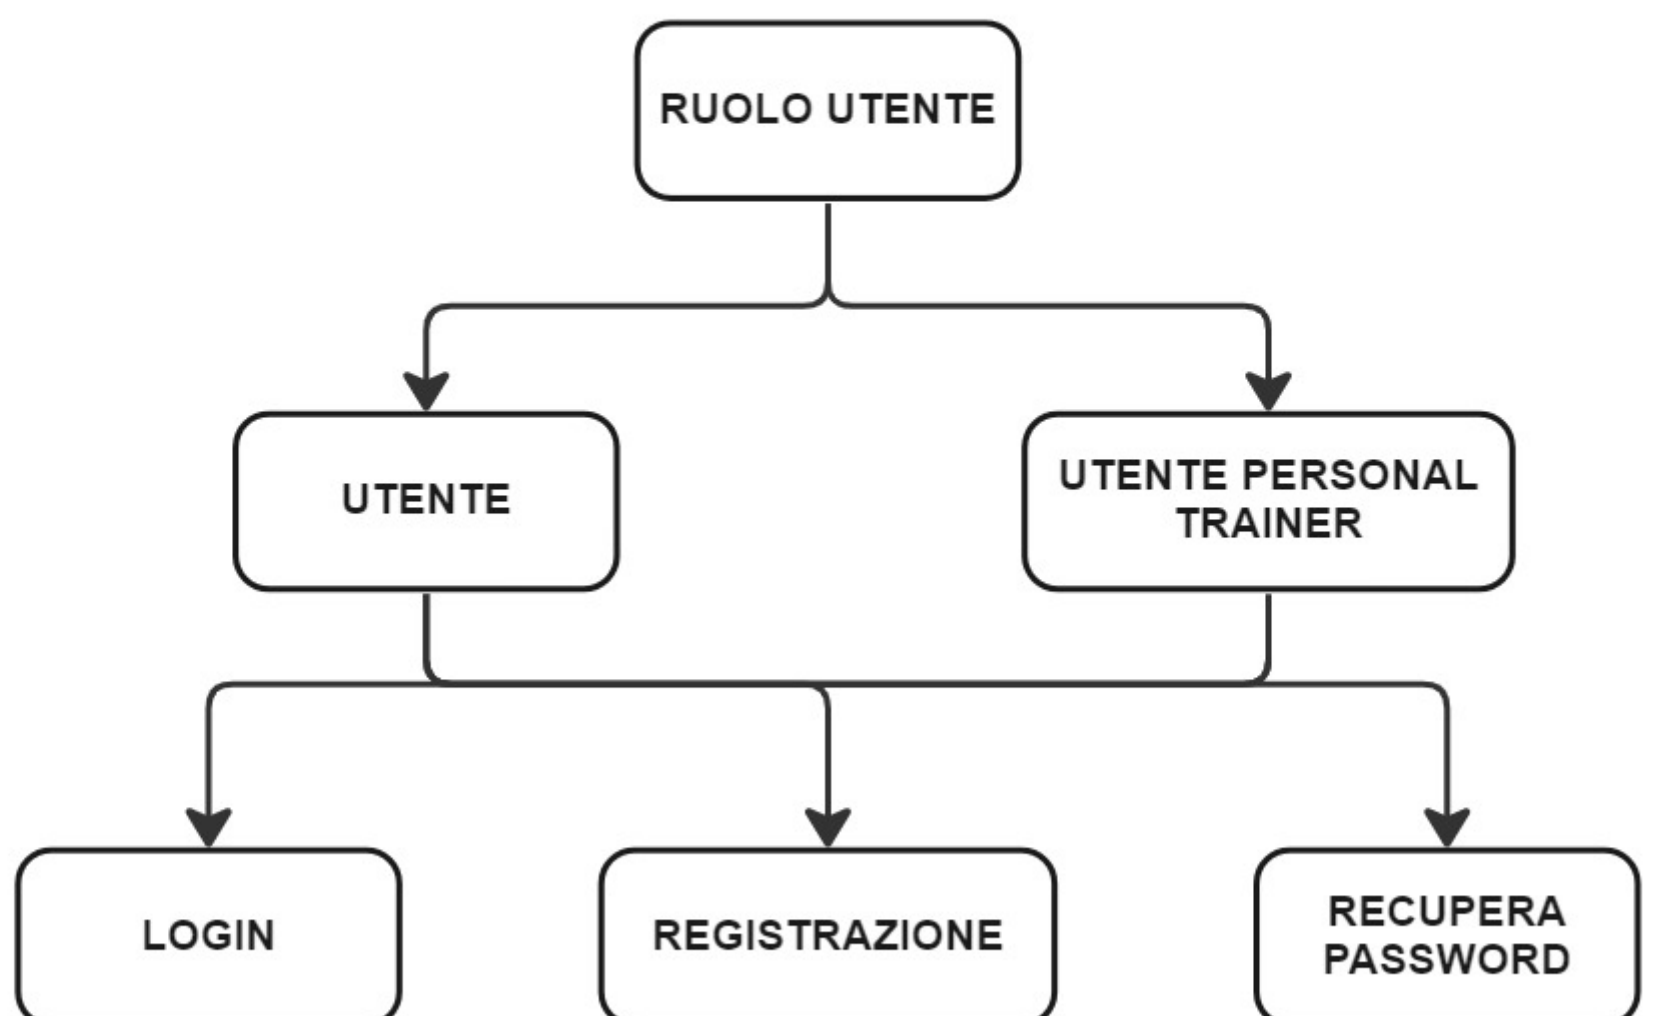 RUOLO UTENTE
UTENTE
UTENTE PERSONAL
TRAINER
LOGIN
REGISTRAZIONE
RECUPERA
PASSWORD